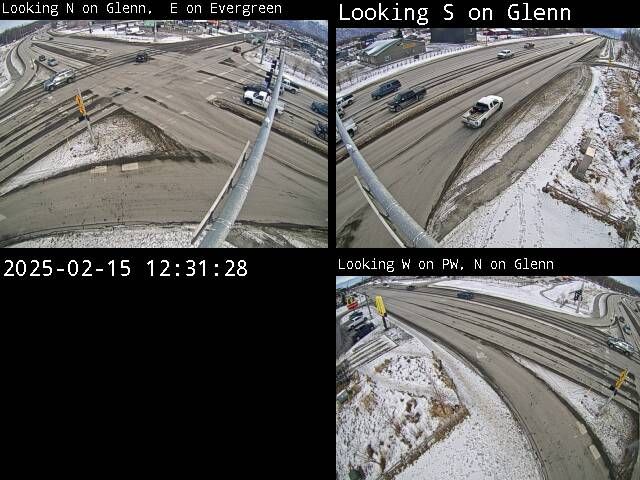 Looking N on Glenn,  E on Evergreen
Looking S on Glenn
2025-02-15 12:31:28
Looking W on PW, N on Glenn